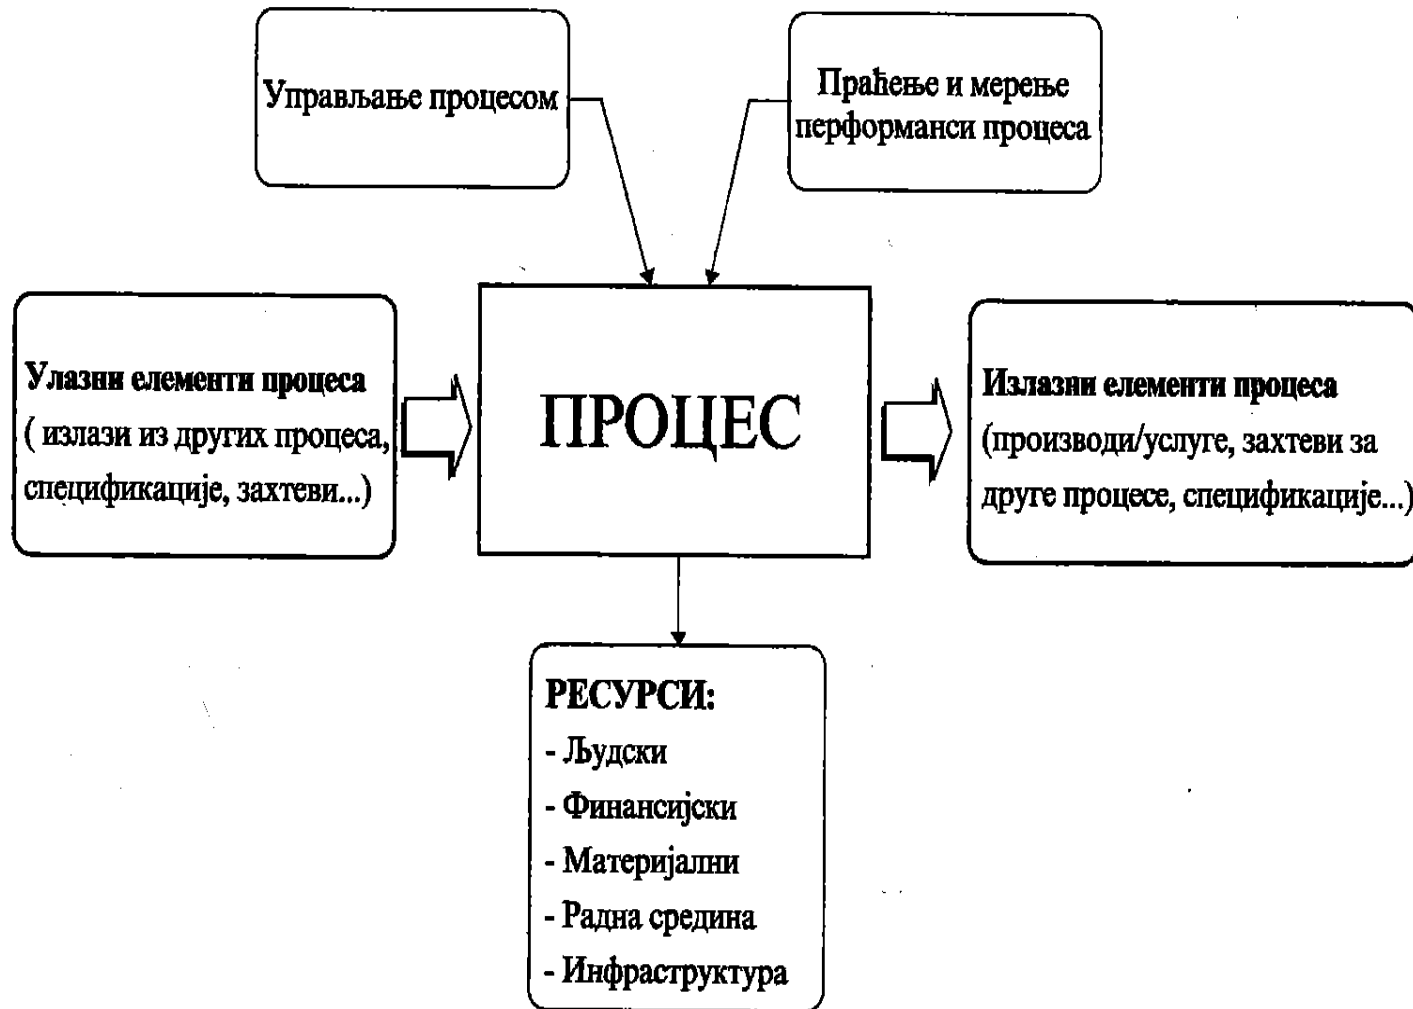 Управљање процесом
Праћење и мерење
перформанси процеса
Улазни елементи процеса
( излази из других процеса,
спецификације, захтеви...)
ПРОЦЕС
Излазни елементи процеса
(производи/услуге, захтеви за
друге процесе, спецификације...)
РЕСУРСИ:
- Људски
- Финансијски
- Материјални
- Радна средина
- Инфраструктура